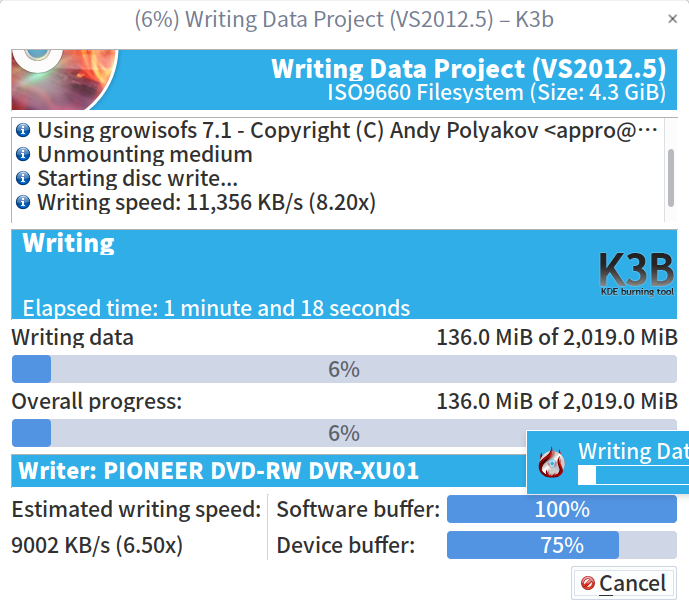 (6%) Writing Data Project (VS2012.5) – K3b
Writing Data Project (VS2012.5)
ISO9660 Filesystem (Size: 4.3 GiB)
Using growisofs 7.1 - Copyright (C) Andy Polyakov <appro@⋯
Unmounting medium
Starting disc write...
Writing speed: 11,356 KB/s (8.20x)
Writing
K3B
KDE burning tool
Elapsed time: 1 minute and 18 seconds
Writing data 136.0 MiB of 2,019.0 MiB
6%
Overall progress: 136.0 MiB of 2,019.0 MiB
6%
Writing Dat
Writer: PIONEER DVD-RW DVR-XU01
Estimated writing speed: Software buffer: 100%
9002 KB/s (6.50x) Device buffer: 75%
Cancel